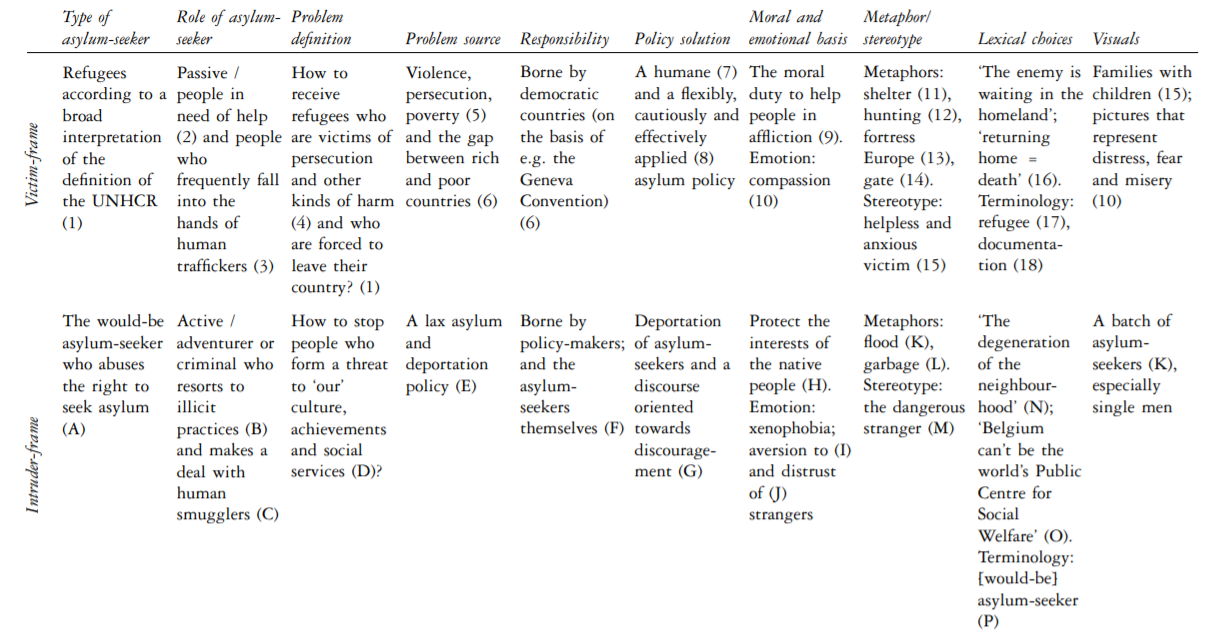 Type of asylum-seeker
Role of asylum-seeker
Problem definition
Problem source
Responsibility
Policy solution
Moral and emotional basis
Metaphor/ stereotype
Lexical choices
Visuals
Victim-frame
Refugees
according to a
broad
interpretation
of the
definition of
the UNHCR
(1)
Passive /
people in
need of help
(2) and people
who
frequently fall
into the
hands of
human
traffickers (3)
How to
receive
refugees who
are victims of
persecution
and other
kinds of harm
(4) and who
are forced to
leave their
country? (1)
Violence,
persecution,
poverty (5)
and the gap
between rich
and poor
countries (6)
Borne by
democratic
countries (on
the basis of
e.g. the
Geneva
Convention)
(6)
A humane (7)
and a flexibly,
cautiously and
effectively
applied (8)
asylum policy
The moral
duty to help
people in
affliction (9).
Emotion:
compassion
(10)
Metaphors:
shelter (11),
hunting (12),
fortress
Europe (13),
gate (14).
Stereotype:
helpless and
anxious
victim (15)
‘The enemy is
waiting in the
homeland’;
‘returning
home =
death’ (16).
Terminology:
refugee (17),
documenta-
tion (18)
Families with
children (15);
pictures that
represent
distress, fear
and misery
(10)
Intruder-frame
The would-be
asylum-seeker
who abuses
the right to
seek asylum
(A)
Active /
adventurer or
criminal who
resorts to
illicit
practices (B)
and makes a
deal with
human
smugglers (C)
How to stop
people who
form a threat
to ‘our’
culture,
achievements
and social
services (D)?
A lax asylum
and
deportation
policy (E)
Borne by
policy-makers;
and the
asylum-
seekers
themselves (F)
Deportation
of asylum-
seekers and a
discourse
oriented
towards
discourage-
ment (G)
Protect the
interests of
the native
people (H).
Emotion:
xenophobia;
aversion to (I)
and distrust
of (J)
strangers
Metaphors:
flood (K),
garbage (L).
Stereotype:
the dangerous
stranger (M)
‘The
degeneration
of the
neighbour-
hood’ (N);
‘Belgium
can’t be the
world’s Public
Centre for
Social
Welfare’ (O).
Terminology:
[would-be]
asylum-seeker
(P)
A batch of
asylum-
seekers (K),
especially
single men